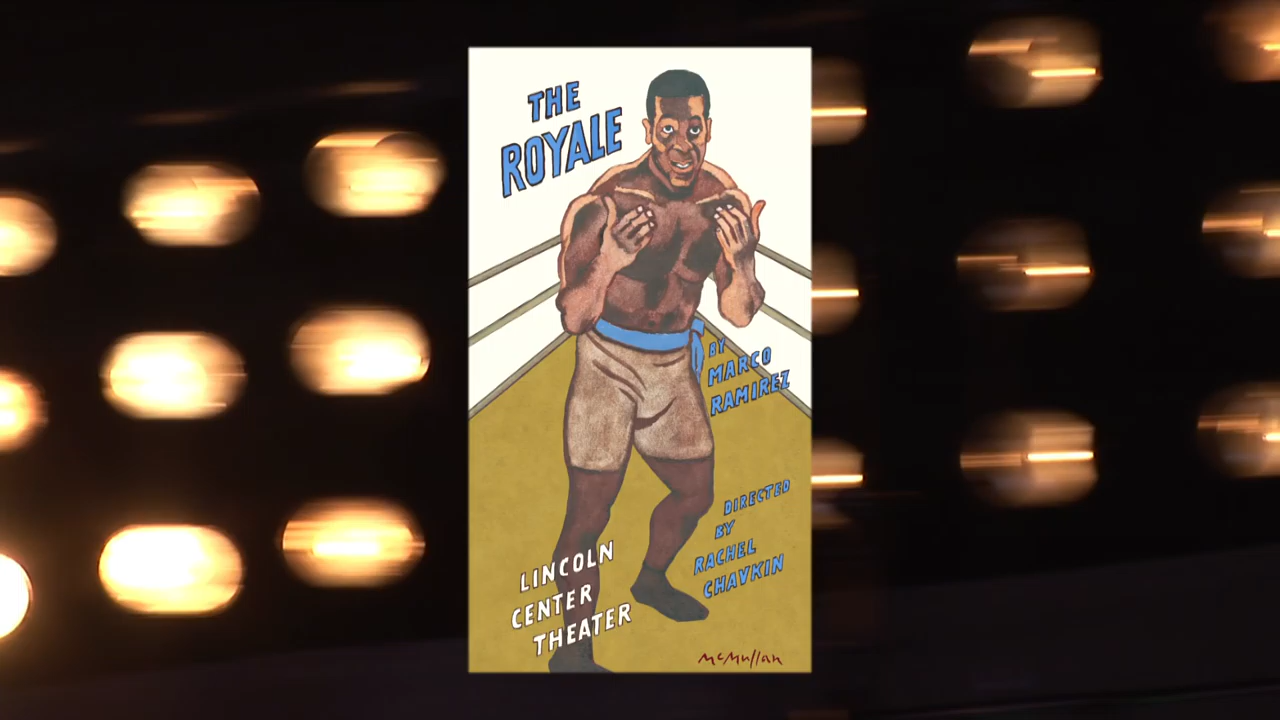 THE
ROYALE
BY
MARCO
RAMIREZ
DIRECTED
BY
RACHEL
CHAVKIN
LINCOLN
CENTER
THEATER
McMullan